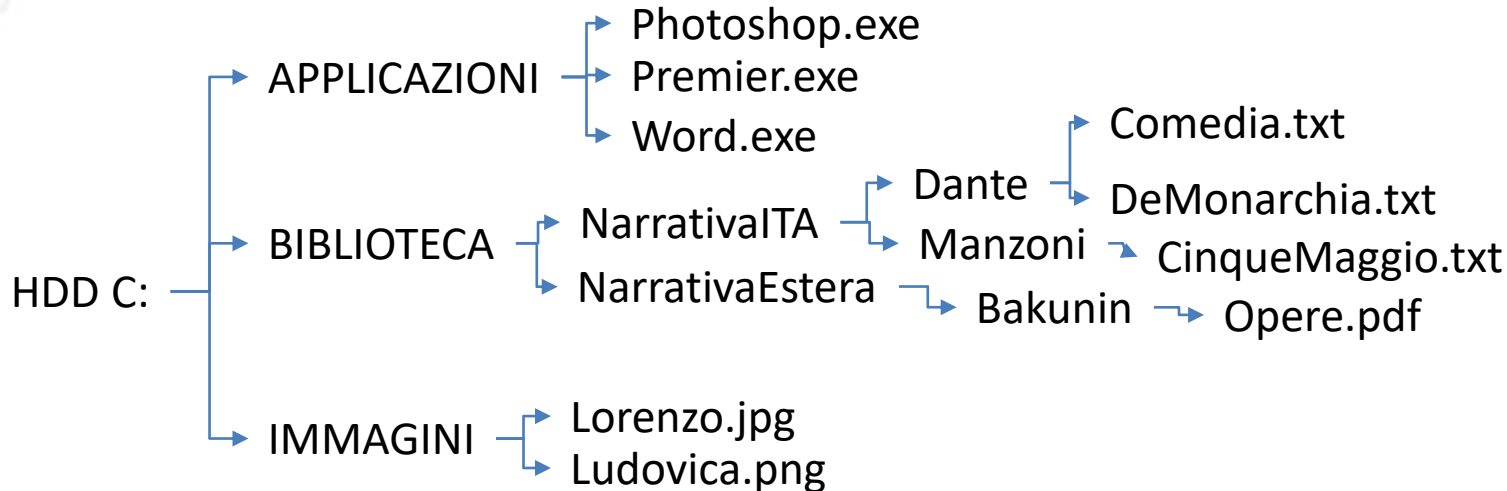 Photoshop.exe
APPLICAZIONI
Premier.exe
Word.exe
Comedia.txt
Dante
DeMonarchia.txt
BIBLIOTECA
NarrativaITA
Manzoni
CinqueMaggio.txt
HDD C:
NarrativaEstera
Bakunin
Opere.pdf
IMMAGINI
Lorenzo.jpg
Ludovica.png